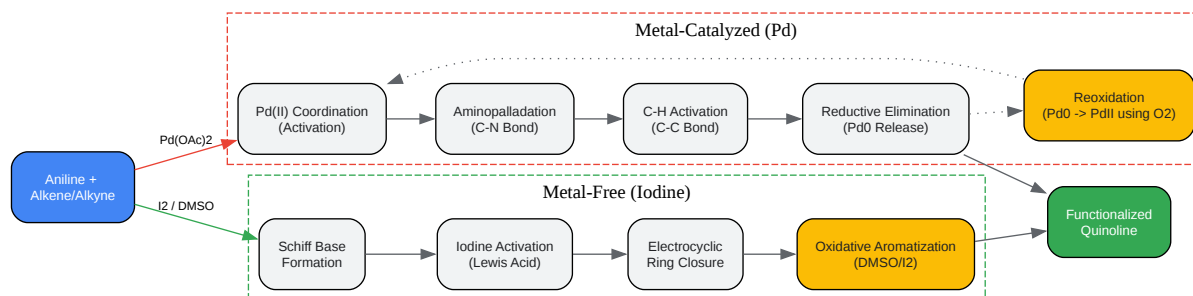 Metal-Catalyzed (Pd)
Pd(II) Coordination
(Activation)
Aminopalladation
(C-N Bond)
C-H Activation
(C-C Bond)
Reductive Elimination
(Pd0 Release)
Reoxidation
(Pd0 -> PdII using O2)
Pd(OAc)2
Aniline +
Alkene/Alkyne
I2 / DMSO
Metal-Free (Iodine)
Schiff Base
Formation
Iodine Activation
(Lewis Acid)
Electrocyclic
Ring Closure
Oxidative Aromatization
(DMSO/I2)
Functionalized
Quinoline